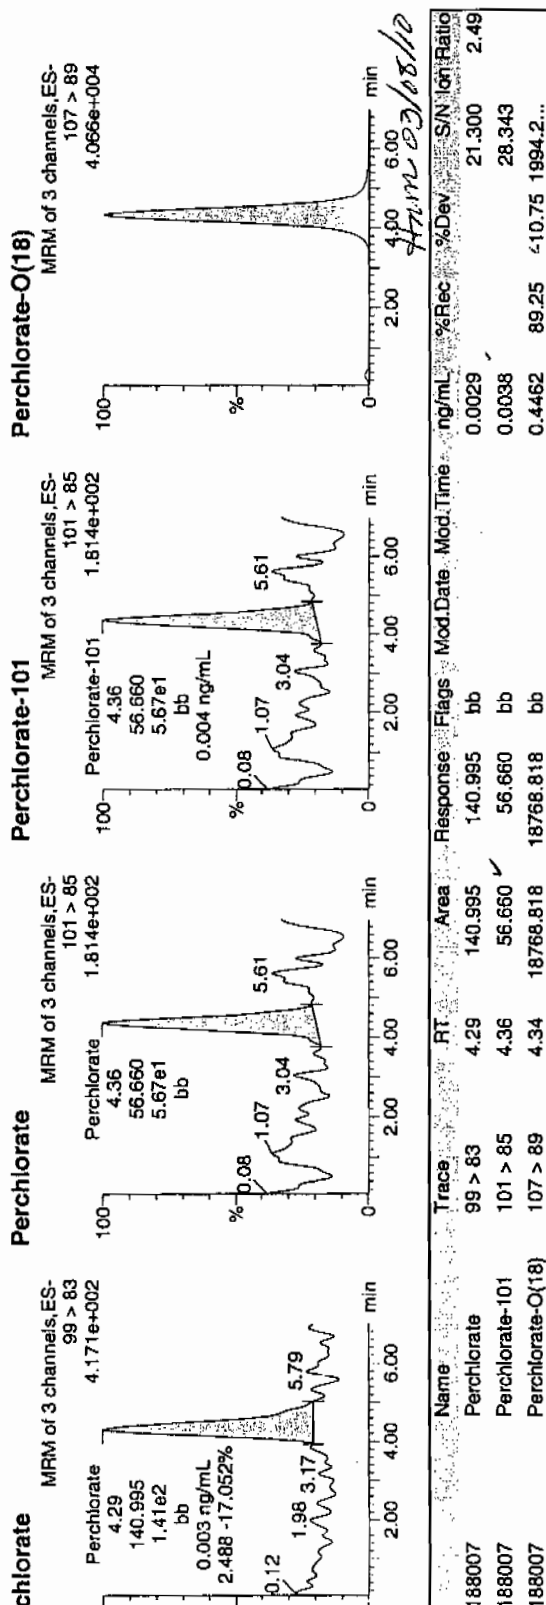 chlorate
MRM of 3 channels,ES-
99 > 83
4.171e+002
100
Perchlorate
4.29
140.995
1.41e2
bb
0.003 ng/mL
2.488 -17.052%
%
0.12
1.98
3.17
5.79
2.00
4.00
6.00
min
Perchlorate
MRM of 3 channels,ES-
101 > 85
1.814e+002
100
Perchlorate
4.36
56.660
5.67e1
bb
%
0.08
1.07
3.04
5.61
0
2.00
4.00
6.00
min
Perchlorate-101
MRM of 3 channels,ES-
101 > 85
1.814e+002
100
Perchlorate-101
4.36
56.660
5.67e1
bb
0.004 ng/mL
%
0.08
1.07
3.04
5.61
0
2.00
4.00
6.00
min
Perchlorate-O(18)
MRM of 3 channels,ES-
107 > 89
4.066e+004
100
%
0
2.00
4.00
6.00
min
03/08/10
Name Trace RT Area Response Flags Mod.Date Mod.Time ng/mL %Rec %Dev S/N Ion Ratio
188007 Perchlorate 99 > 83 4.29 140.995 140.995 bb 0.0029 21.300 2.49
188007 Perchlorate-101 101 > 85 4.36 56.660 56.660 bb 0.0038 28.343
188007 Perchlorate-O(18) 107 > 89 4.34 18768.818 18768.818 bb 0.4462 89.25 -10.75 1994.2...